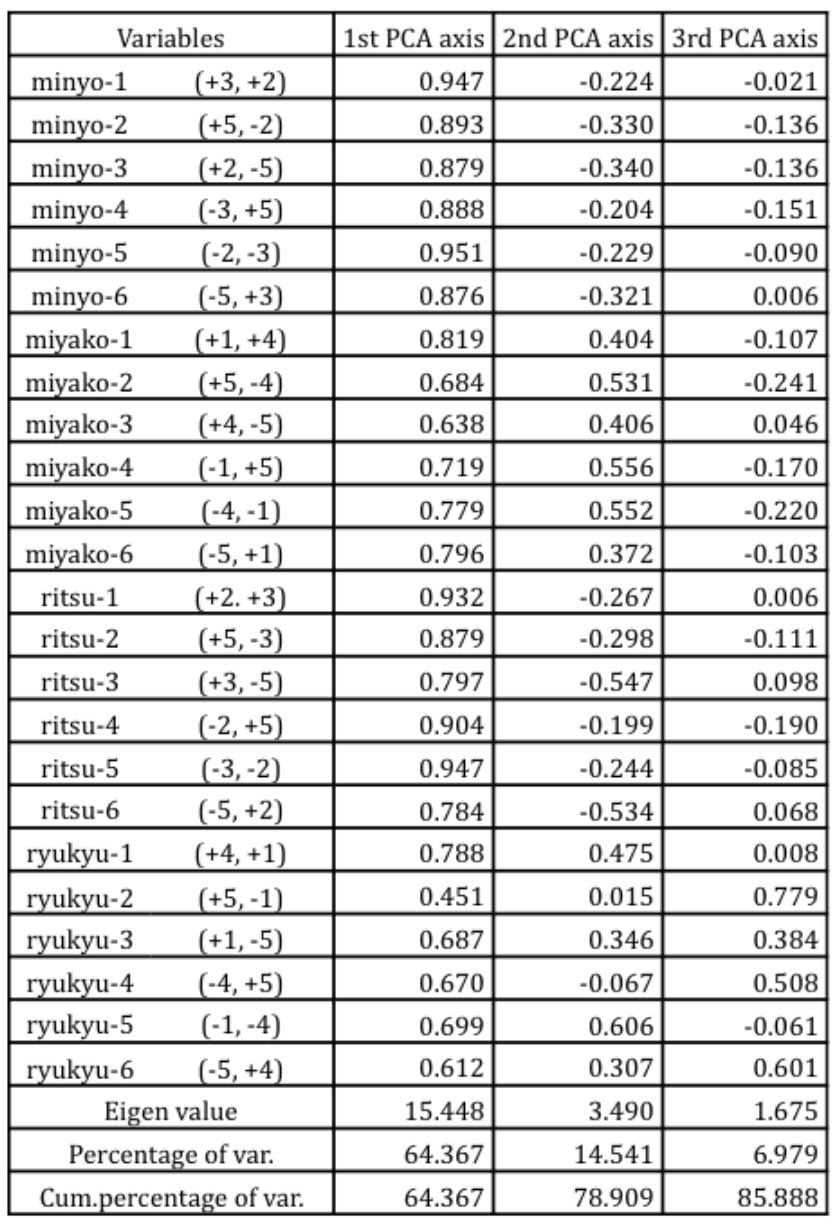 Variables 1st PCA axis 2nd PCA axis 3rd PCA axis
minyo-1 (+3, +2) 0.947 -0.224 -0.021
minyo-2 (+5, -2) 0.893 -0.330 -0.136
minyo-3 (+2, -5) 0.879 -0.340 -0.136
minyo-4 (-3, +5) 0.888 -0.204 -0.151
minyo-5 (-2, -3) 0.951 -0.229 -0.090
minyo-6 (-5, +3) 0.876 -0.321 0.006
miyako-1 (+1, +4) 0.819 0.404 -0.107
miyako-2 (+5, -4) 0.684 0.531 -0.241
miyako-3 (+4, -5) 0.638 0.406 0.046
miyako-4 (-1, +5) 0.719 0.556 -0.170
miyako-5 (-4, -1) 0.779 0.552 -0.220
miyako-6 (-5, +1) 0.796 0.372 -0.103
ritsu-1 (+2. +3) 0.932 -0.267 0.006
ritsu-2 (+5, -3) 0.879 -0.298 -0.111
ritsu-3 (+3, -5) 0.797 -0.547 0.098
ritsu-4 (-2, +5) 0.904 -0.199 -0.190
ritsu-5 (-3, -2) 0.947 -0.244 -0.085
ritsu-6 (-5, +2) 0.784 -0.534 0.068
ryukyu-1 (+4, +1) 0.788 0.475 0.008
ryukyu-2 (+5, -1) 0.451 0.015 0.779
ryukyu-3 (+1, -5) 0.687 0.346 0.384
ryukyu-4 (-4, +5) 0.670 -0.067 0.508
ryukyu-5 (-1, -4) 0.699 0.606 -0.061
ryukyu-6 (-5, +4) 0.612 0.307 0.601
Eigen value 15.448 3.490 1.675
Percentage of var. 64.367 14.541 6.979
Cum.percentage of var. 64.367 78.909 85.888